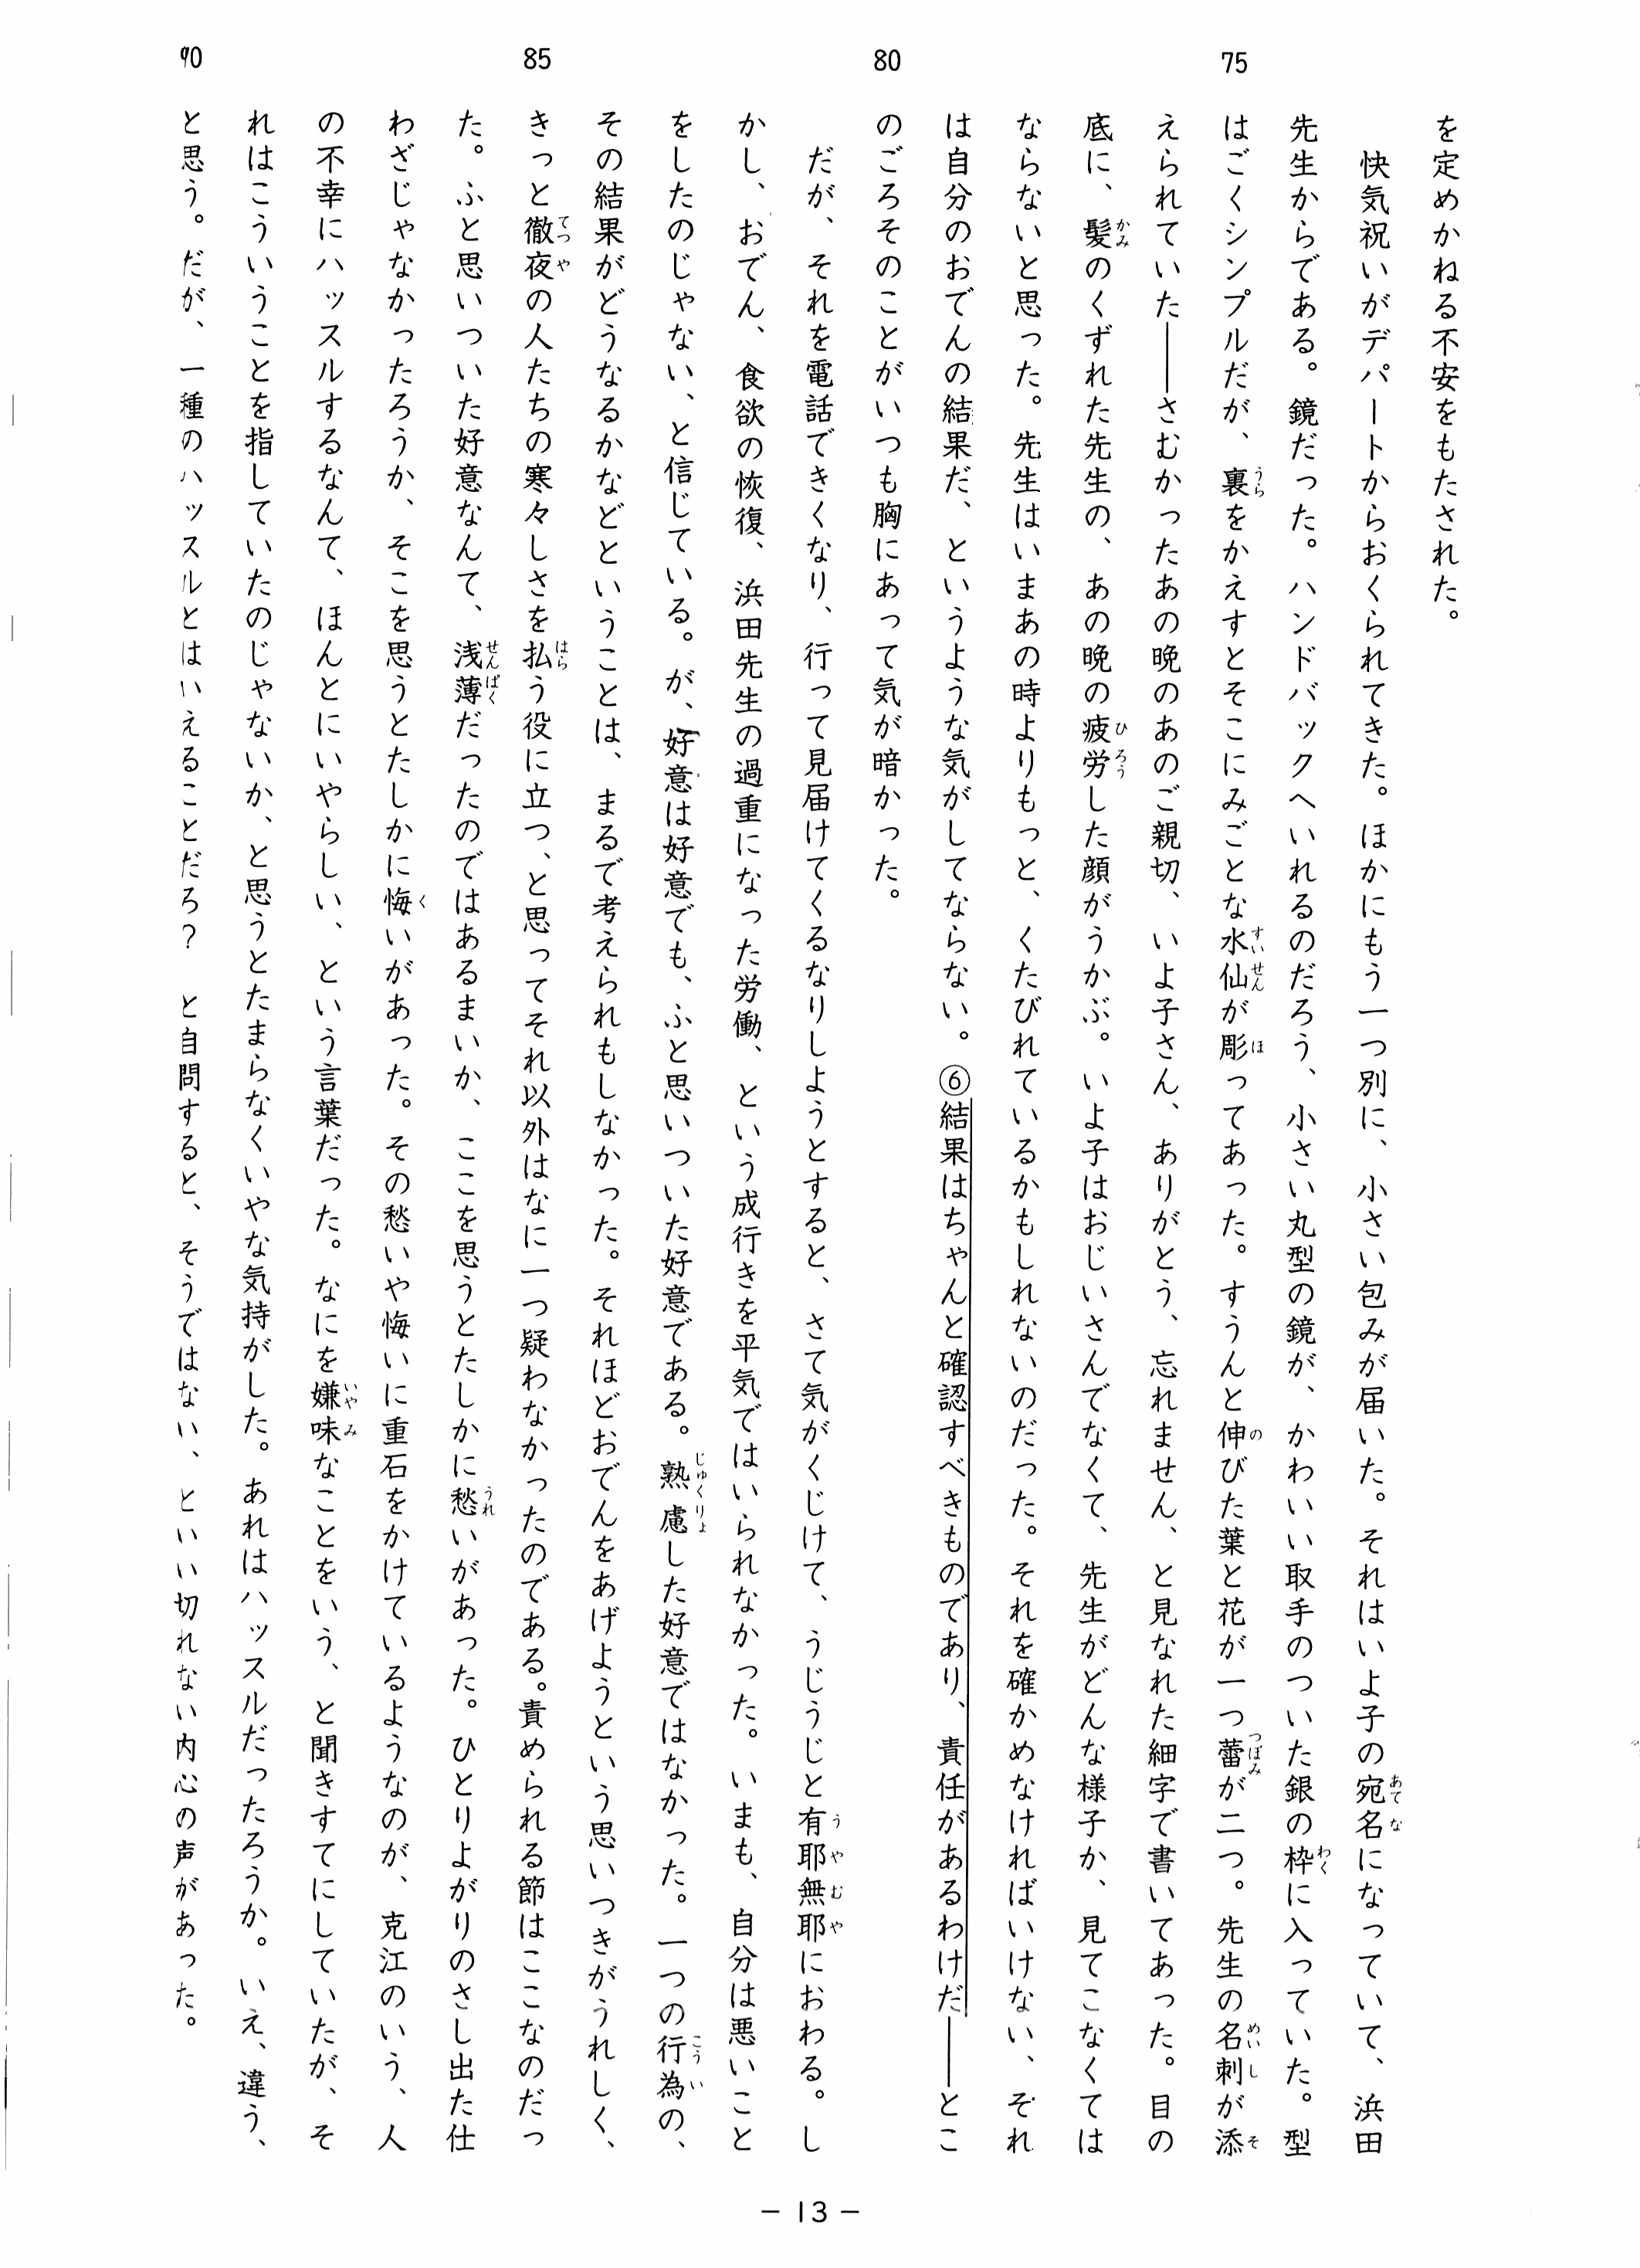 を定めかねる不安をもたされた。
　快気祝いがデパートからおくられてきた。ほかにもう一つ別に、小さい包みが届いた。それはいよ子の宛名になっていて、浜田
先生からである。鏡だった。ハンドバックへいれるのだろう、小さい丸型の鏡が、かわいい取手のついた銀の枠に入っていた。型
75
はごくシンプルだが、裏をかえすとそこにみごとな水仙が彫ってあった。すうんと伸びた葉と花が一つ蕾が二つ。先生の名刺が添
えられていた――さむかったあの晩のあのご親切、いよ子さん、ありがとう、忘れません、と見なれた細字で書いてあった。目の
底に、髪のくずれた先生の、あの晩の疲労した顔がうかぶ。いよ子はおじいさんでなくて、先生がどんな様子か、見てこなくては
ならないと思った。先生はいまあの時よりもっと、くたびれているかもしれないのだった。それを確かめなければいけない、それ
は自分のおでんの結果だ、というような気がしてならない。⑥結果はちゃんと確認すべきものであり、責任があるわけだ――とこ
80
のごろそのことがいつも胸にあって気が暗かった。
　だが、それを電話できくなり、行って見届けてくるなりしようとすると、さて気がくじけて、うじうじと有耶無耶におわる。し
かし、おでん、食欲の恢復、浜田先生の過重になった労働、という成行きを平気ではいられなかった。いまも、自分は悪いこと
をしたのじゃない、と信じている。が、好意は好意でも、ふと思いついた好意である。熟慮した好意ではなかった。一つの行為の、
その結果がどうなるかなどということは、まるで考えられもしなかった。それほどおでんをあげようという思いつきがうれしく、
85
きっと徹夜の人たちの寒々しさを払う役に立つ、と思ってそれ以外はなに一つ疑わなかったのである。責められる節はここなのだっ
た。ふと思いついた好意なんて、浅薄だったのではあるまいか、ここを思うとたしかに愁いがあった。ひとりよがりのさし出た仕
わざじゃなかったろうか、そこを思うとたしかに悔いがあった。その愁いや悔いに重石をかけているようなのが、克江のいう、人
の不幸にハッスルするなんて、ほんとにいやらしい、という言葉だった。なにを嫌味なことをいう、と聞きすてにしていたが、そ
れはこういうことを指していたのじゃないか、と思うとたまらなくいやな気持がした。あれはハッスルだったろうか。いえ、違う、
90
と思う。だが、一種のハッスルとはいえることだろ？　と自問すると、そうではない、といい切れない内心の声があった。
－13－